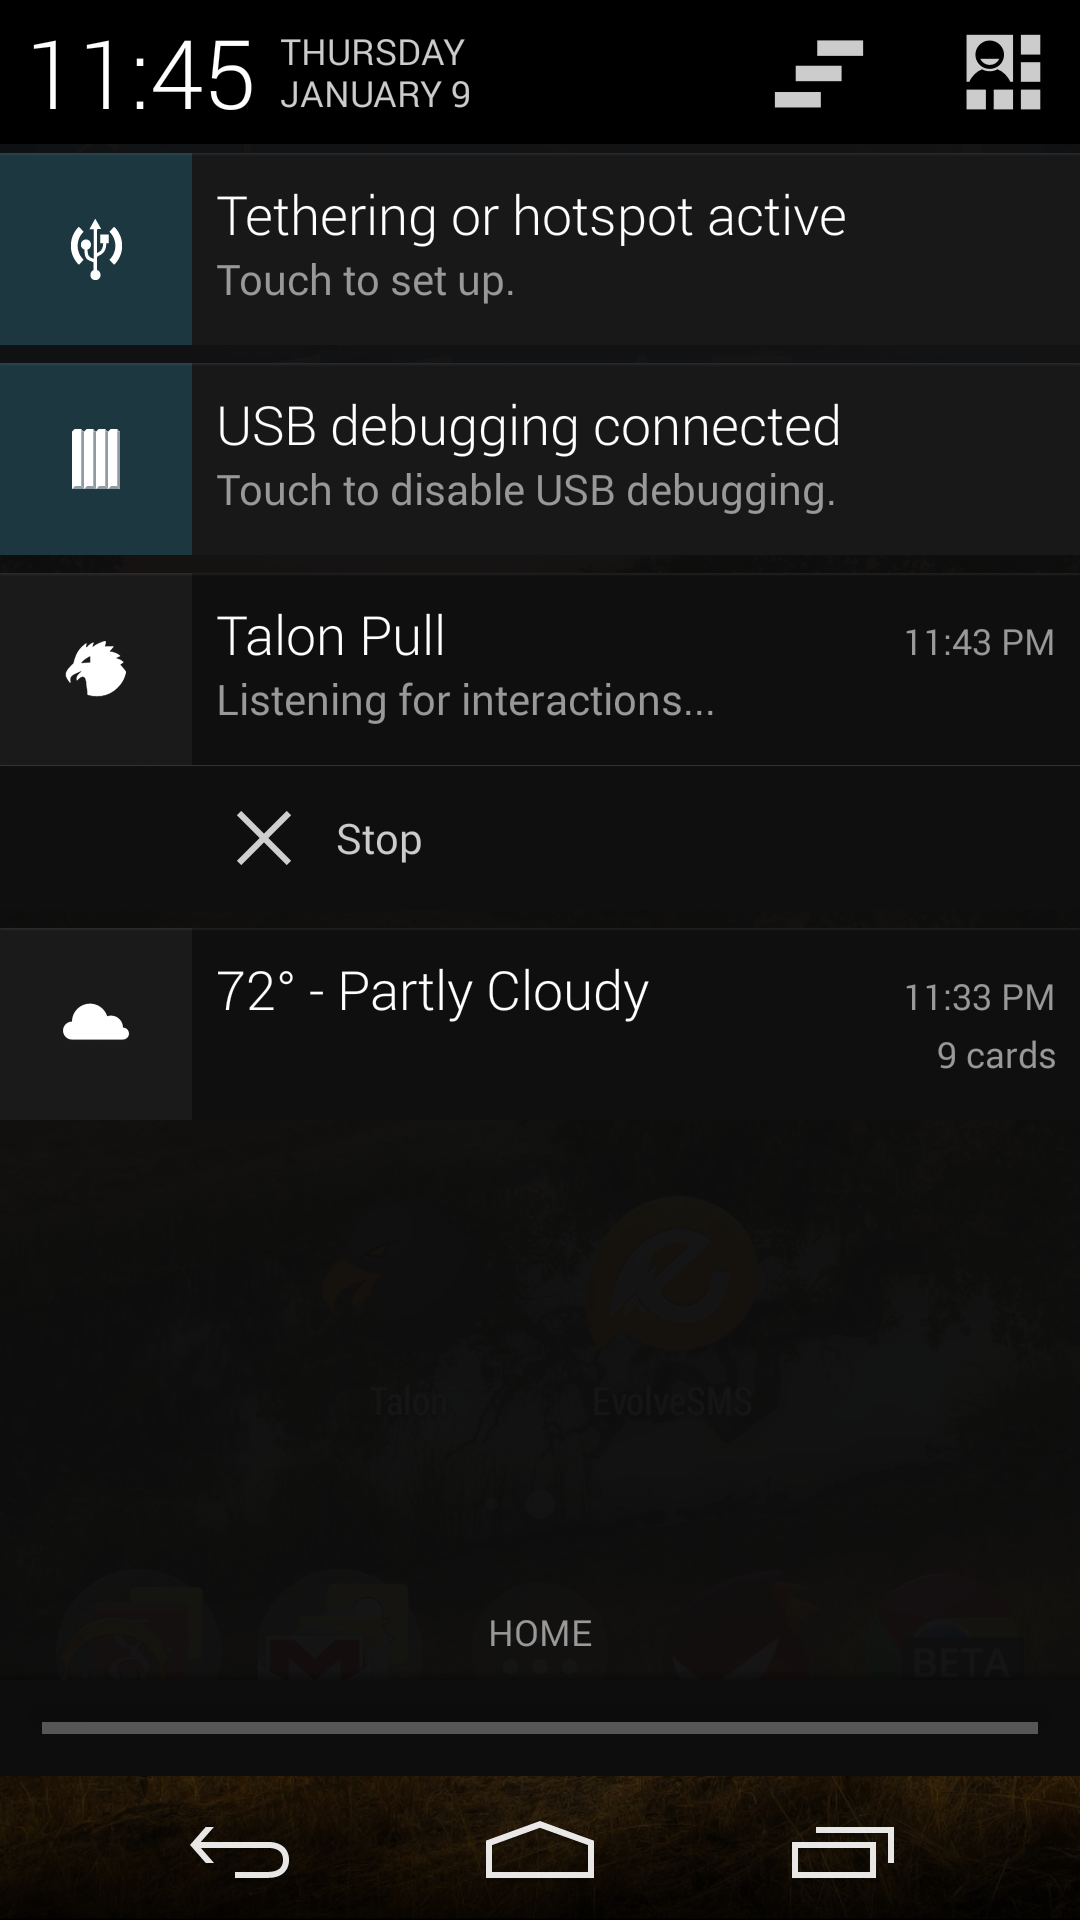 11:45
THURSDAY
JANUARY 9
Tethering or hotspot active
Touch to set up.
USB debugging connected
Touch to disable USB debugging.
Talon Pull
11:43 PM
Listening for interactions...
Stop
72° - Partly Cloudy
11:33 PM
9 cards
Talon
EvolveSMS
HOME
BETA